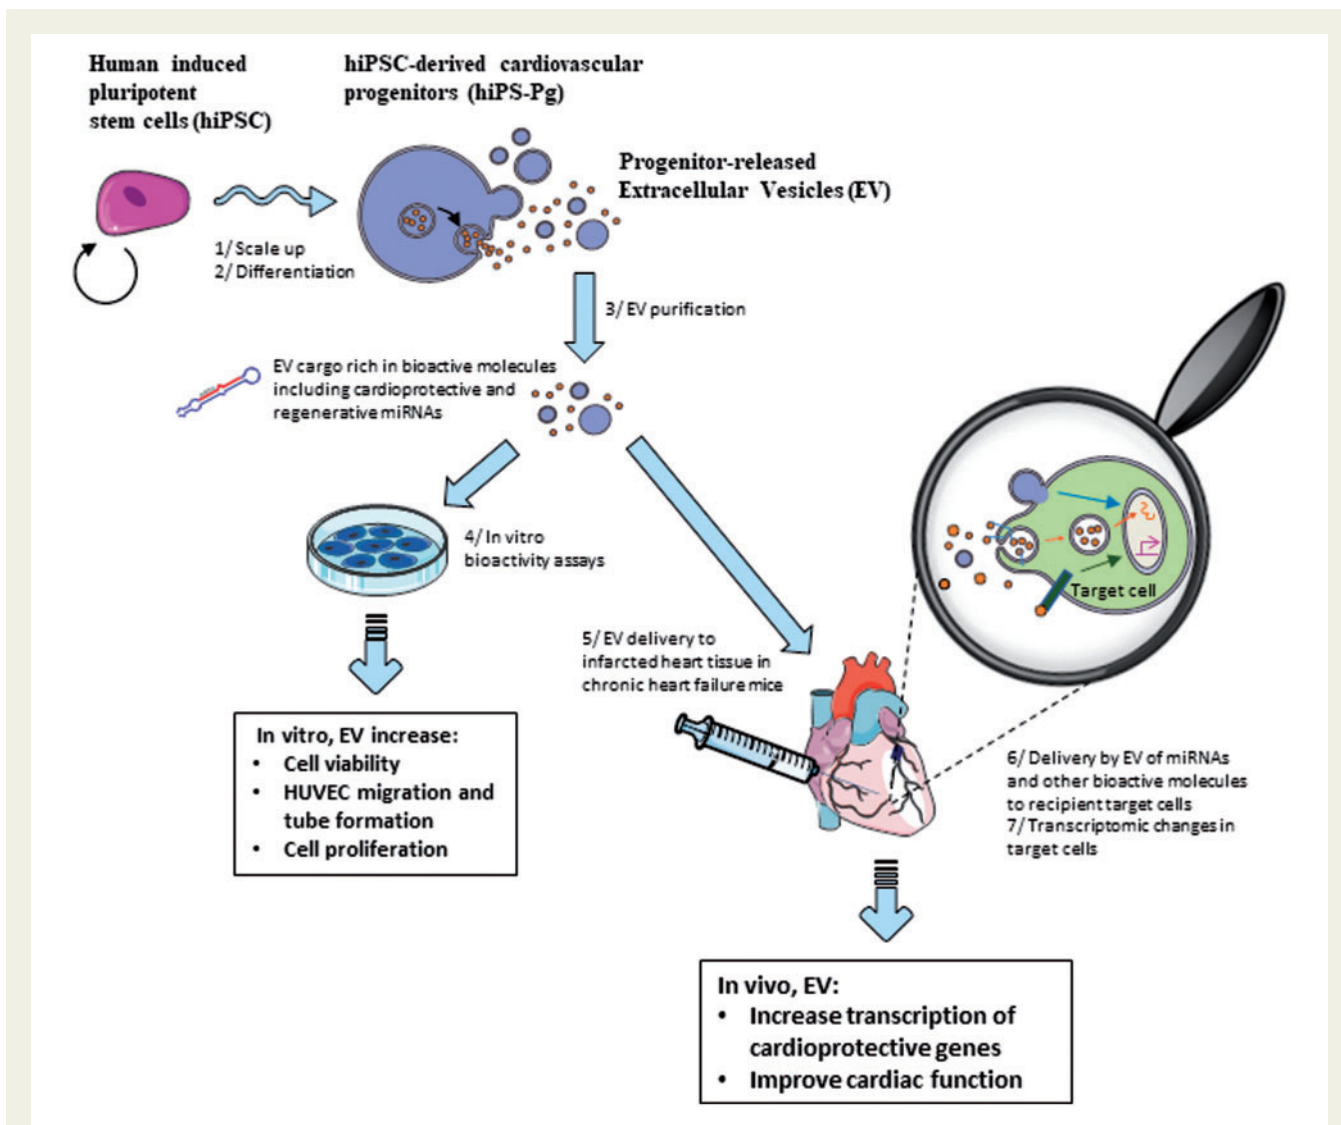 Human induced
pluripotent
stem cells (hiPSC)
hiPSC-derived cardiovascular
progenitors (hiPS-Pg)
Progenitor-released
Extracellular Vesicles (EV)
1/ Scale up
2/ Differentiation
3/ EV purification
EV cargo rich in bioactive molecules
including cardioprotective and
regenerative miRNAs
4/ In vitro
bioactivity assays
Target cell
5/ EV delivery to
infarcted heart tissue in
chronic heart failure mice
In vitro, EV increase:
• Cell viability
• HUVEC migration and
tube formation
• Cell proliferation
6/ Delivery by EV of miRNAs
and other bioactive molecules
to recipient target cells
7/ Transcriptomic changes in
target cells
In vivo, EV:
• Increase transcription of
cardioprotective genes
• Improve cardiac function